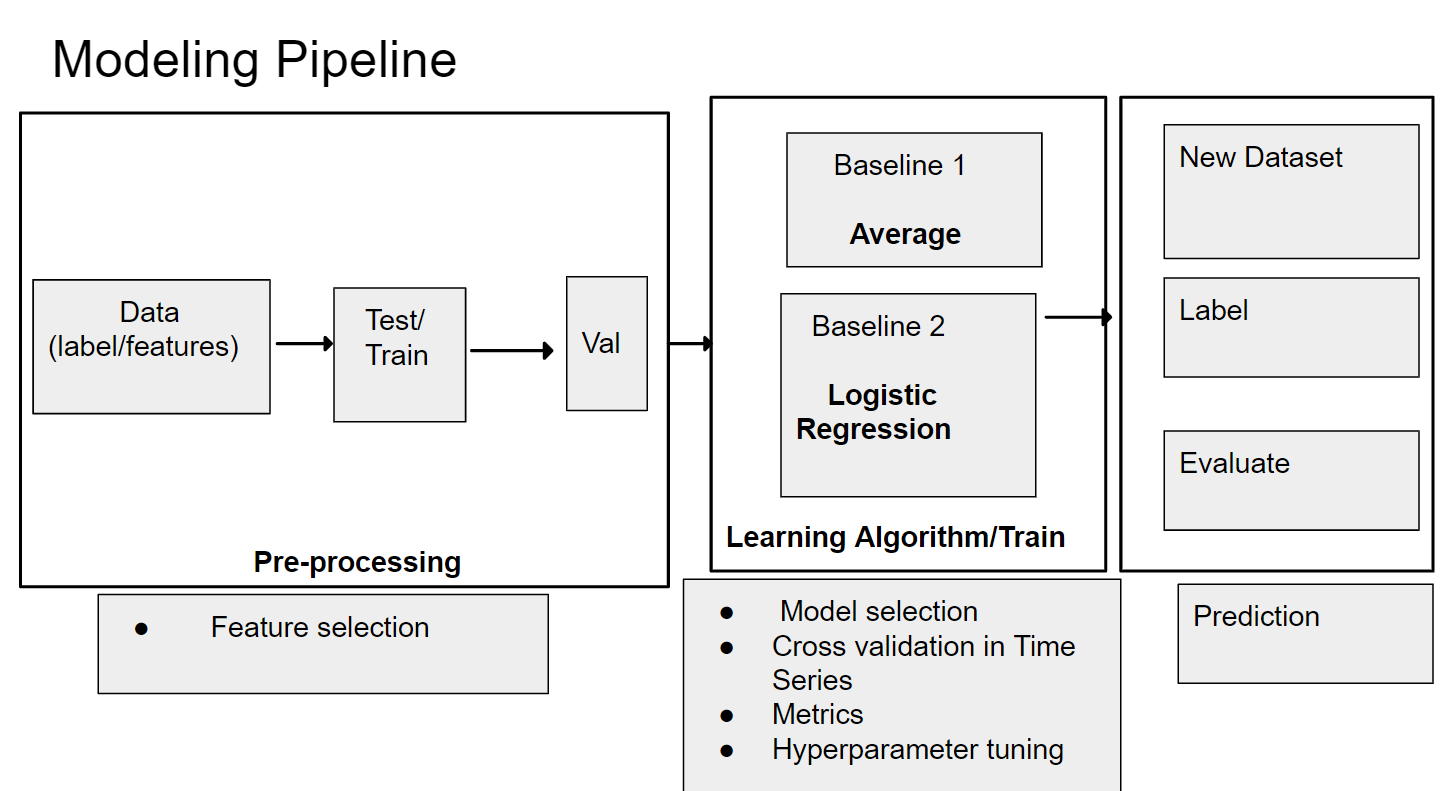 Modeling Pipeline
Data
(label/features)
Test/
Train
Val
Pre-processing
● Feature selection
Baseline 1
Average
Baseline 2
Logistic
Regression
Learning Algorithm/Train
● Model selection
● Cross validation in Time
Series
● Metrics
● Hyperparameter tuning
New Dataset
Label
Evaluate
Prediction